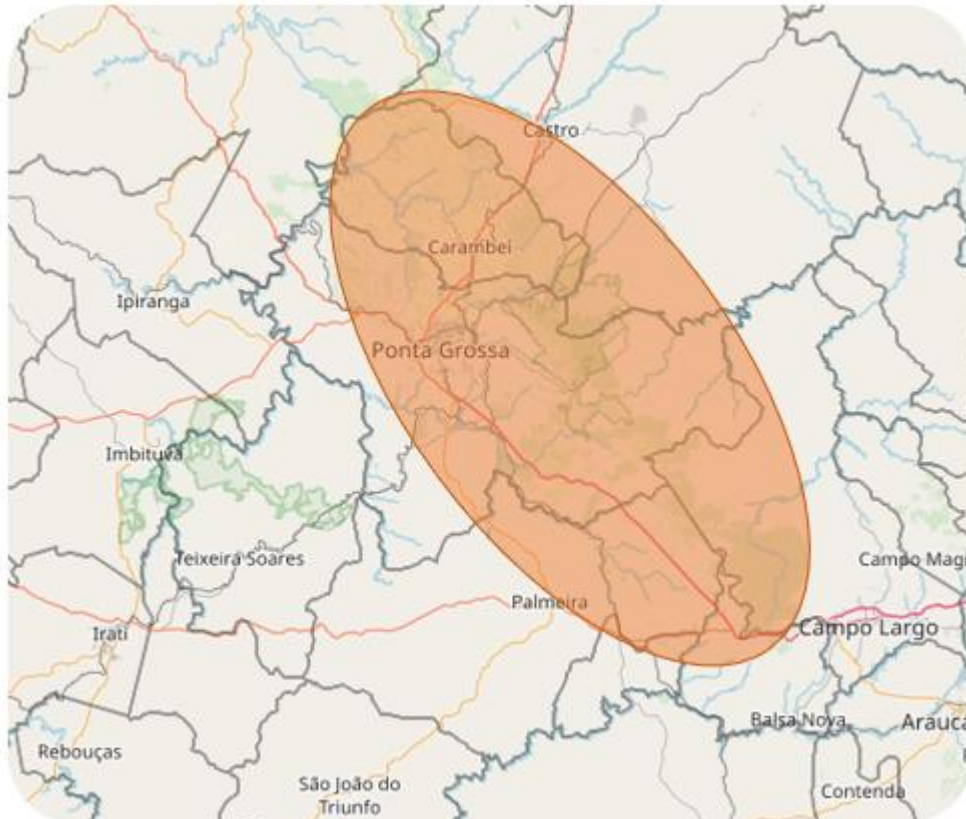 Castro
Carambeí
Ipiranga
Ponta Grossa
Imbituva
Teixeira Soares
Campo Mag
Palmeira
Campo Largo
Irati
Balsa Nova
Araucá
Rebouças
São João do
Triunfo
Contenda